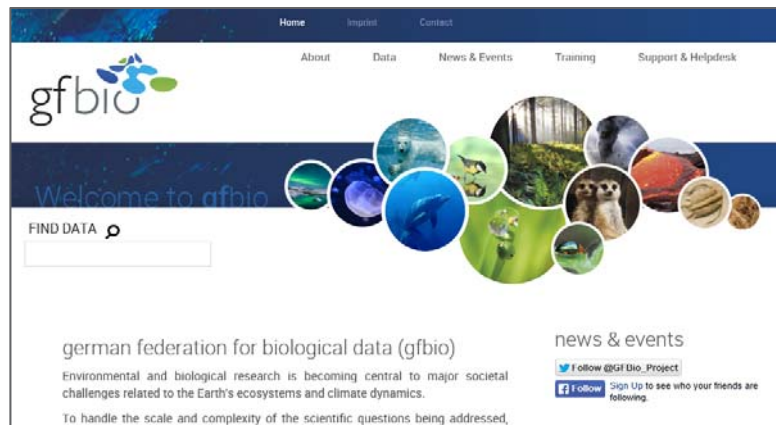 Home Imprint Contact
About Data News & Events Training Support & Helpdesk
gfbio
Welcome to gfbio
FIND DATA
german federation for biological data (gfbio)
Environmental and biological research is becoming central to major societal
challenges related to the Earth's ecosystems and climate dynamics.
To handle the scale and complexity of the scientific questions being addressed,
news & events
Follow @GFBio_Project
Follow Sign Up to see who your friends are
following.